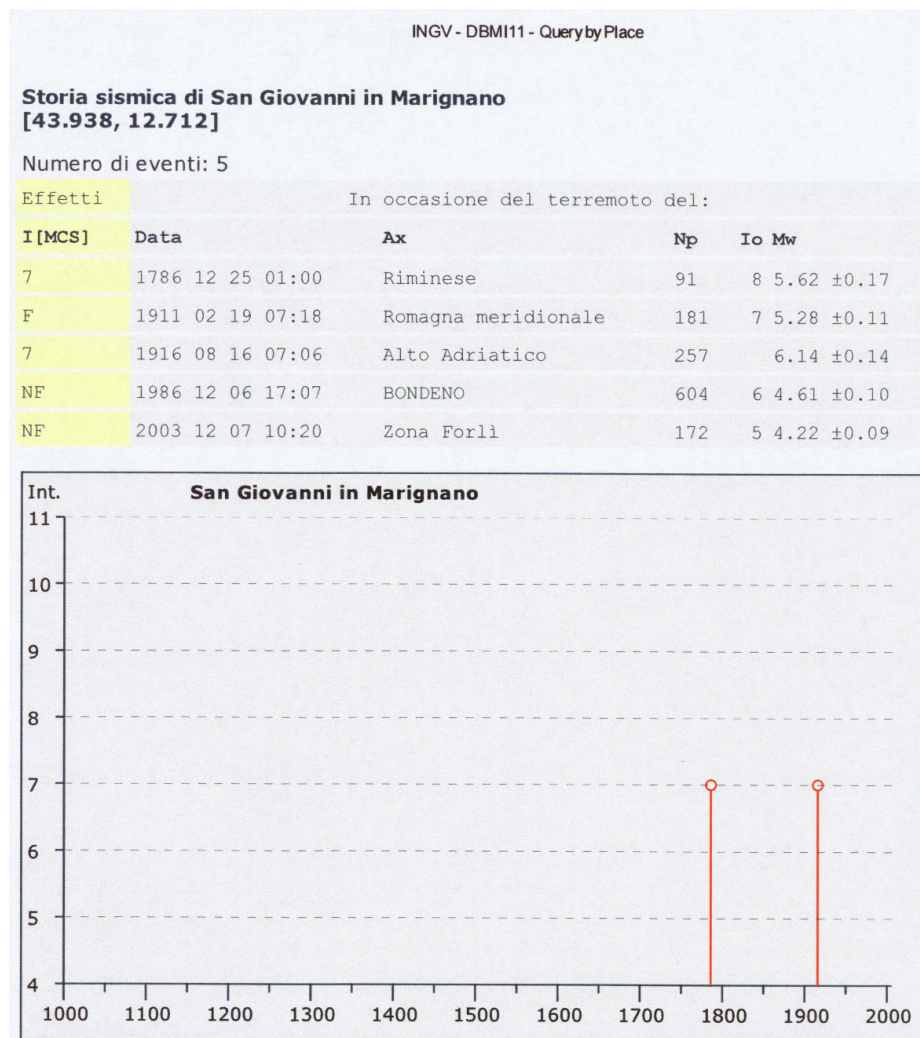 INGV - DBMI11 - Query by Place
Storia sismica di San Giovanni in Marignano
[43.938, 12.712]
Numero di eventi: 5
Effetti In occasione del terremoto del:
I[MCS] Data Ax Np Io Mw
7 1786 12 25 01:00 Riminese 91 8 5.62 ±0.17
F 1911 02 19 07:18 Romagna meridionale 181 7 5.28 ±0.11
7 1916 08 16 07:06 Alto Adriatico 257 6.14 ±0.14
NF 1986 12 06 17:07 BONDENO 604 6 4.61 ±0.10
NF 2003 12 07 10:20 Zona Forlì 172 5 4.22 ±0.09
Int. San Giovanni in Marignano
11
10
9
8
7
6
5
4
1000 1100 1200 1300 1400 1500 1600 1700 1800 1900 2000